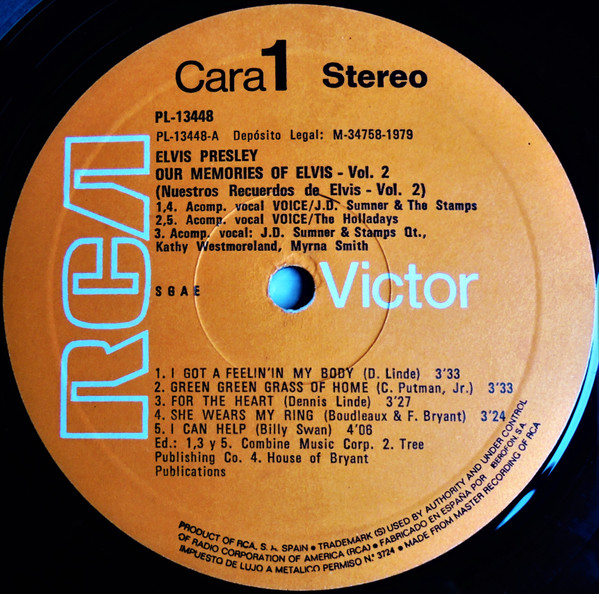 Cara 1 Stereo
PL-13448
PL-13448-A Depósito Legal: M-34758-1979
ELVIS PRESLEY
OUR MEMORIES OF ELVIS - Vol. 2
(Nuestros Recuerdos de Elvis - Vol. 2)
1,4. Acomp. vocal VOICE/J.D. Sumner & The Stamps
2,5. Acomp. vocal VOICE/The Holladays
3. Acomp. vocal: J.D. Sumner & Stamps Qt.,
Kathy Westmoreland, Myrna Smith
RCA
SGAE
Victor
1. I GOT A FEELIN'IN MY BODY (D. Linde) 3'33
2. GREEN GREEN GRASS OF HOME (C. Putman, Jr.) 3'33
3. FOR THE HEART (Dennis Linde) 3'27
4. SHE WEARS MY RING (Boudleaux & F. Bryant) 3'24
5. I CAN HELP (Billy Swan) 4'06
Ed.: 1,3 y 5. Combine Music Corp. 2. Tree
Publishing Co. 4. House of Bryant
Publications
PRODUCT OF RCA, S. A. SPAIN • TRADEMARK (S) USED BY AUTHORITY AND UNDER CONTROL
OF RADIO CORPORATION OF AMERICA (RCA) • FABRICADO EN ESPAÑA POR IBEROFON, S.A.
IMPUESTO DE LUJO A METALICO PERMISO N.º 3724 • MADE FROM MASTER RECORDING OF RCA